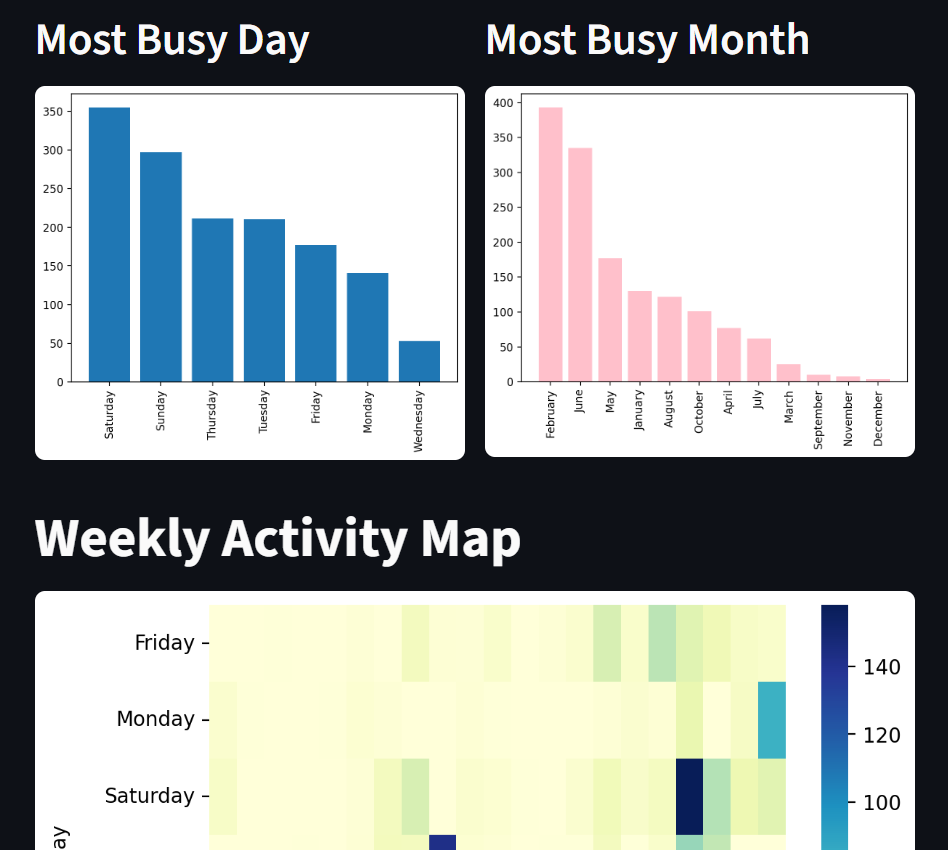 Most Busy Day
350
300
250
200
150
100
50
0
Saturday
Sunday
Thursday
Tuesday
Friday
Monday
Wednesday
Most Busy Month
400
350
300
250
200
150
100
50
0
February
June
May
January
August
October
April
July
March
September
November
December
Weekly Activity Map
Friday
Monday
Saturday
ay
140
120
100